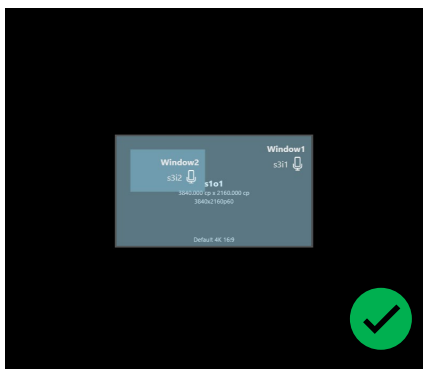 Window1
s3i1
Window2
s3i2
s1o1
3840.000 cp x 2160.000 cp
3840x2160p60
Default 4K 16:9